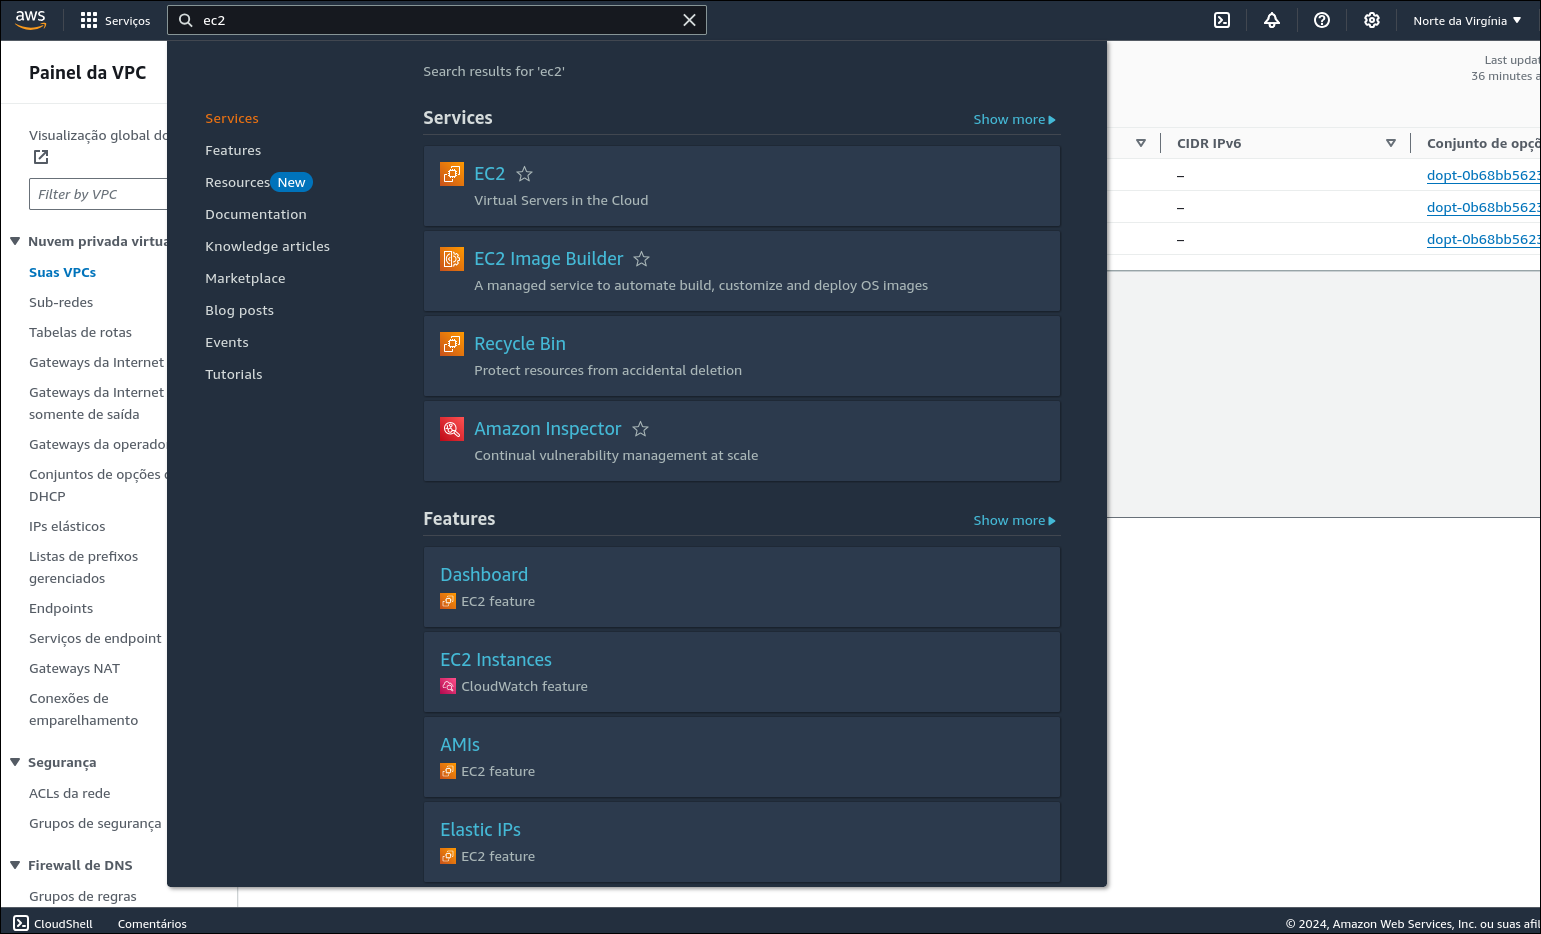 aws
Serviços
ec2
Norte da Virgínia
Painel da VPC
Visualização global
Filter by VPC
Nuvem privada
Suas VPCs
Sub-redes
Tabelas de rotas
Gateways da Internet
Gateways da Internet
somente de saída
Gateways da
Conjuntos de opções
DHCP
IPs elásticos
Listas de prefixos
gerenciados
Endpoints
Serviços de endpoint
Gateways NAT
Conexões de
emparelhamento
Segurança
ACLs da rede
Grupos de segurança
Firewall de DNS
Grupos de regras
Search results for 'ec2'
Services
Features
Resources New
Documentation
Knowledge articles
Marketplace
Blog posts
Events
Tutorials
Services
Show more
EC2
Virtual Servers in the Cloud
EC2 Image Builder
A managed service to automate build, customize and deploy OS images
Recycle Bin
Protect resources from accidental deletion
Amazon Inspector
Continual vulnerability management at scale
Features
Show more
Dashboard
EC2 feature
EC2 Instances
CloudWatch feature
AMIs
EC2 feature
Elastic IPs
EC2 feature
Last updat
36 minutes a
CIDR IPv6
Conjunto de opçõ
–
dopt-0b68bb5623
–
dopt-0b68bb5623
–
dopt-0b68bb5623
CloudShell
Comentários
© 2024, Amazon Web Services, Inc. ou suas afil